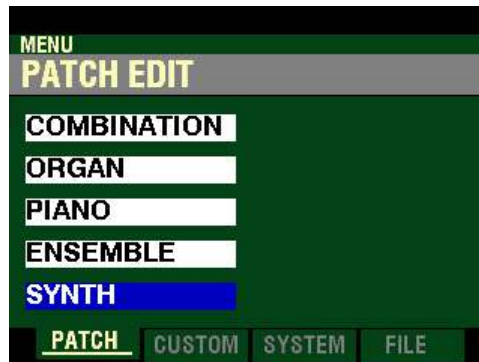 MENU
PATCH EDIT
COMBINATION
ORGAN
PIANO
ENSEMBLE
SYNTH
PATCH CUSTOM SYSTEM FILE